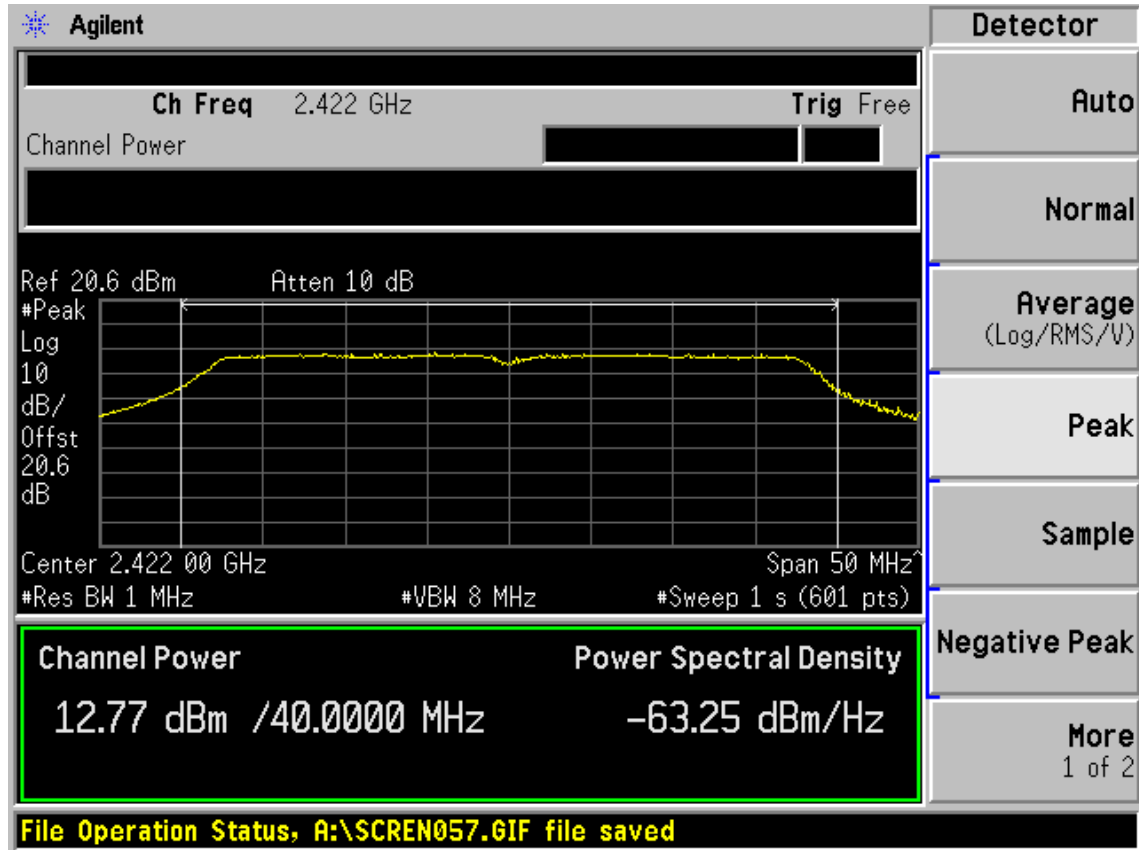 Agilent
Ch Freq 2.422 GHz Trig Free
Channel Power
Ref 20.6 dBm Atten 10 dB
#Peak
Log
10
dB/
Offst
20.6
dB
Center 2.422 00 GHz Span 50 MHz^
#Res BW 1 MHz #VBW 8 MHz #Sweep 1 s (601 pts)
Channel Power Power Spectral Density
12.77 dBm /40.0000 MHz -63.25 dBm/Hz
File Operation Status, A:\SCREN057.GIF file saved
Detector
Auto
Normal
Average
(Log/RMS/V)
Peak
Sample
Negative Peak
More
1 of 2